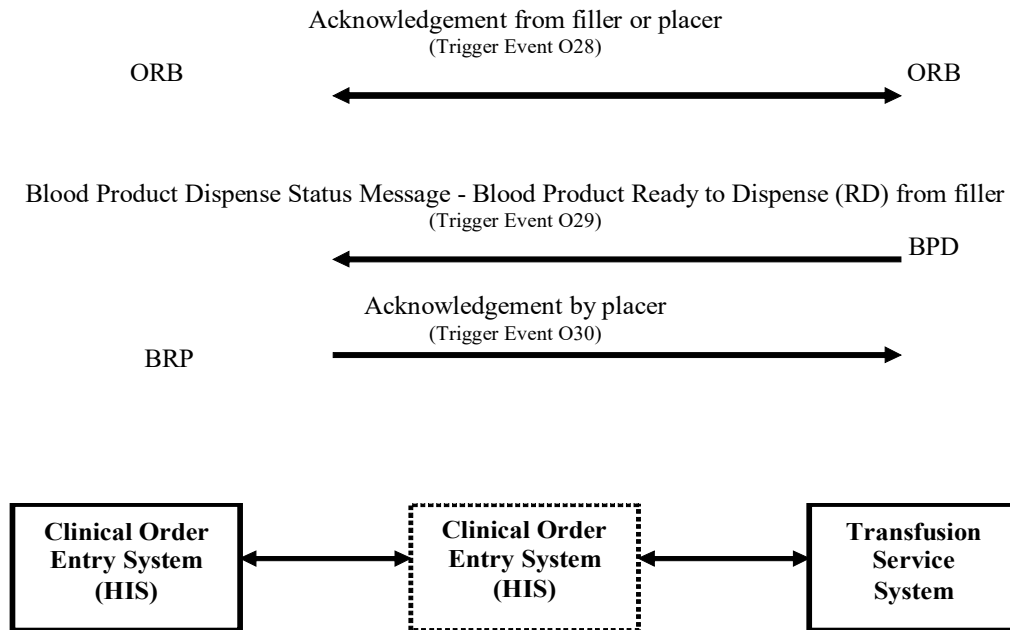 Acknowledgement from filler or placer
(Trigger Event O28)
ORB
ORB
Blood Product Dispense Status Message - Blood Product Ready to Dispense (RD) from filler
(Trigger Event O29)
BPD
Acknowledgement by placer
(Trigger Event O30)
BRP
Clinical Order
Entry System
(HIS)
Clinical Order
Entry System
(HIS)
Transfusion
Service
System